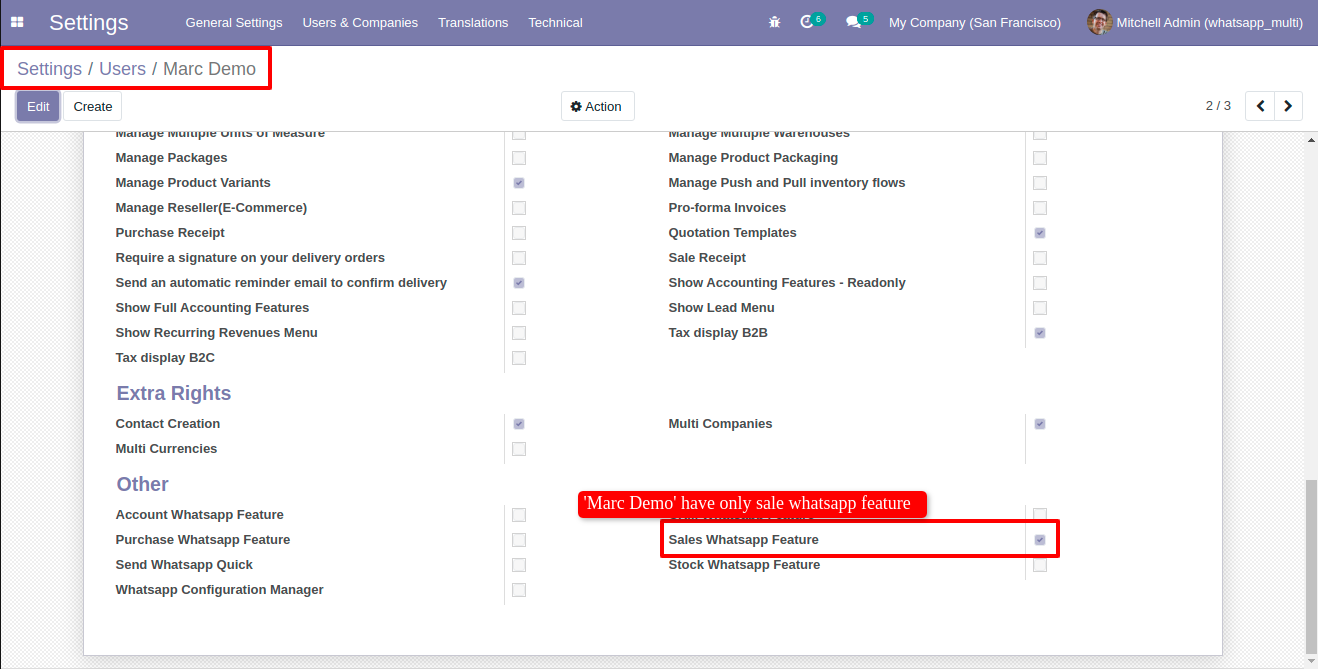 Settings General Settings Users & Companies Translations Technical 6 5 My Company (San Francisco) Mitchell Admin (whatsapp_multi)
Settings / Users / Marc Demo
Edit Create Action 2 / 3
Manage Multiple Units of Measure Manage Multiple Warehouses
Manage Packages Manage Product Packaging
Manage Product Variants Manage Push and Pull inventory flows
Manage Reseller(E-Commerce) Pro-forma Invoices
Purchase Receipt Quotation Templates
Require a signature on your delivery orders Sale Receipt
Send an automatic reminder email to confirm delivery Show Accounting Features - Readonly
Show Full Accounting Features Show Lead Menu
Show Recurring Revenues Menu Tax display B2B
Tax display B2C
Extra Rights
Contact Creation Multi Companies
Multi Currencies
Other
'Marc Demo' have only sale whatsapp feature
Account Whatsapp Feature
Purchase Whatsapp Feature Sales Whatsapp Feature
Send Whatsapp Quick Stock Whatsapp Feature
Whatsapp Configuration Manager